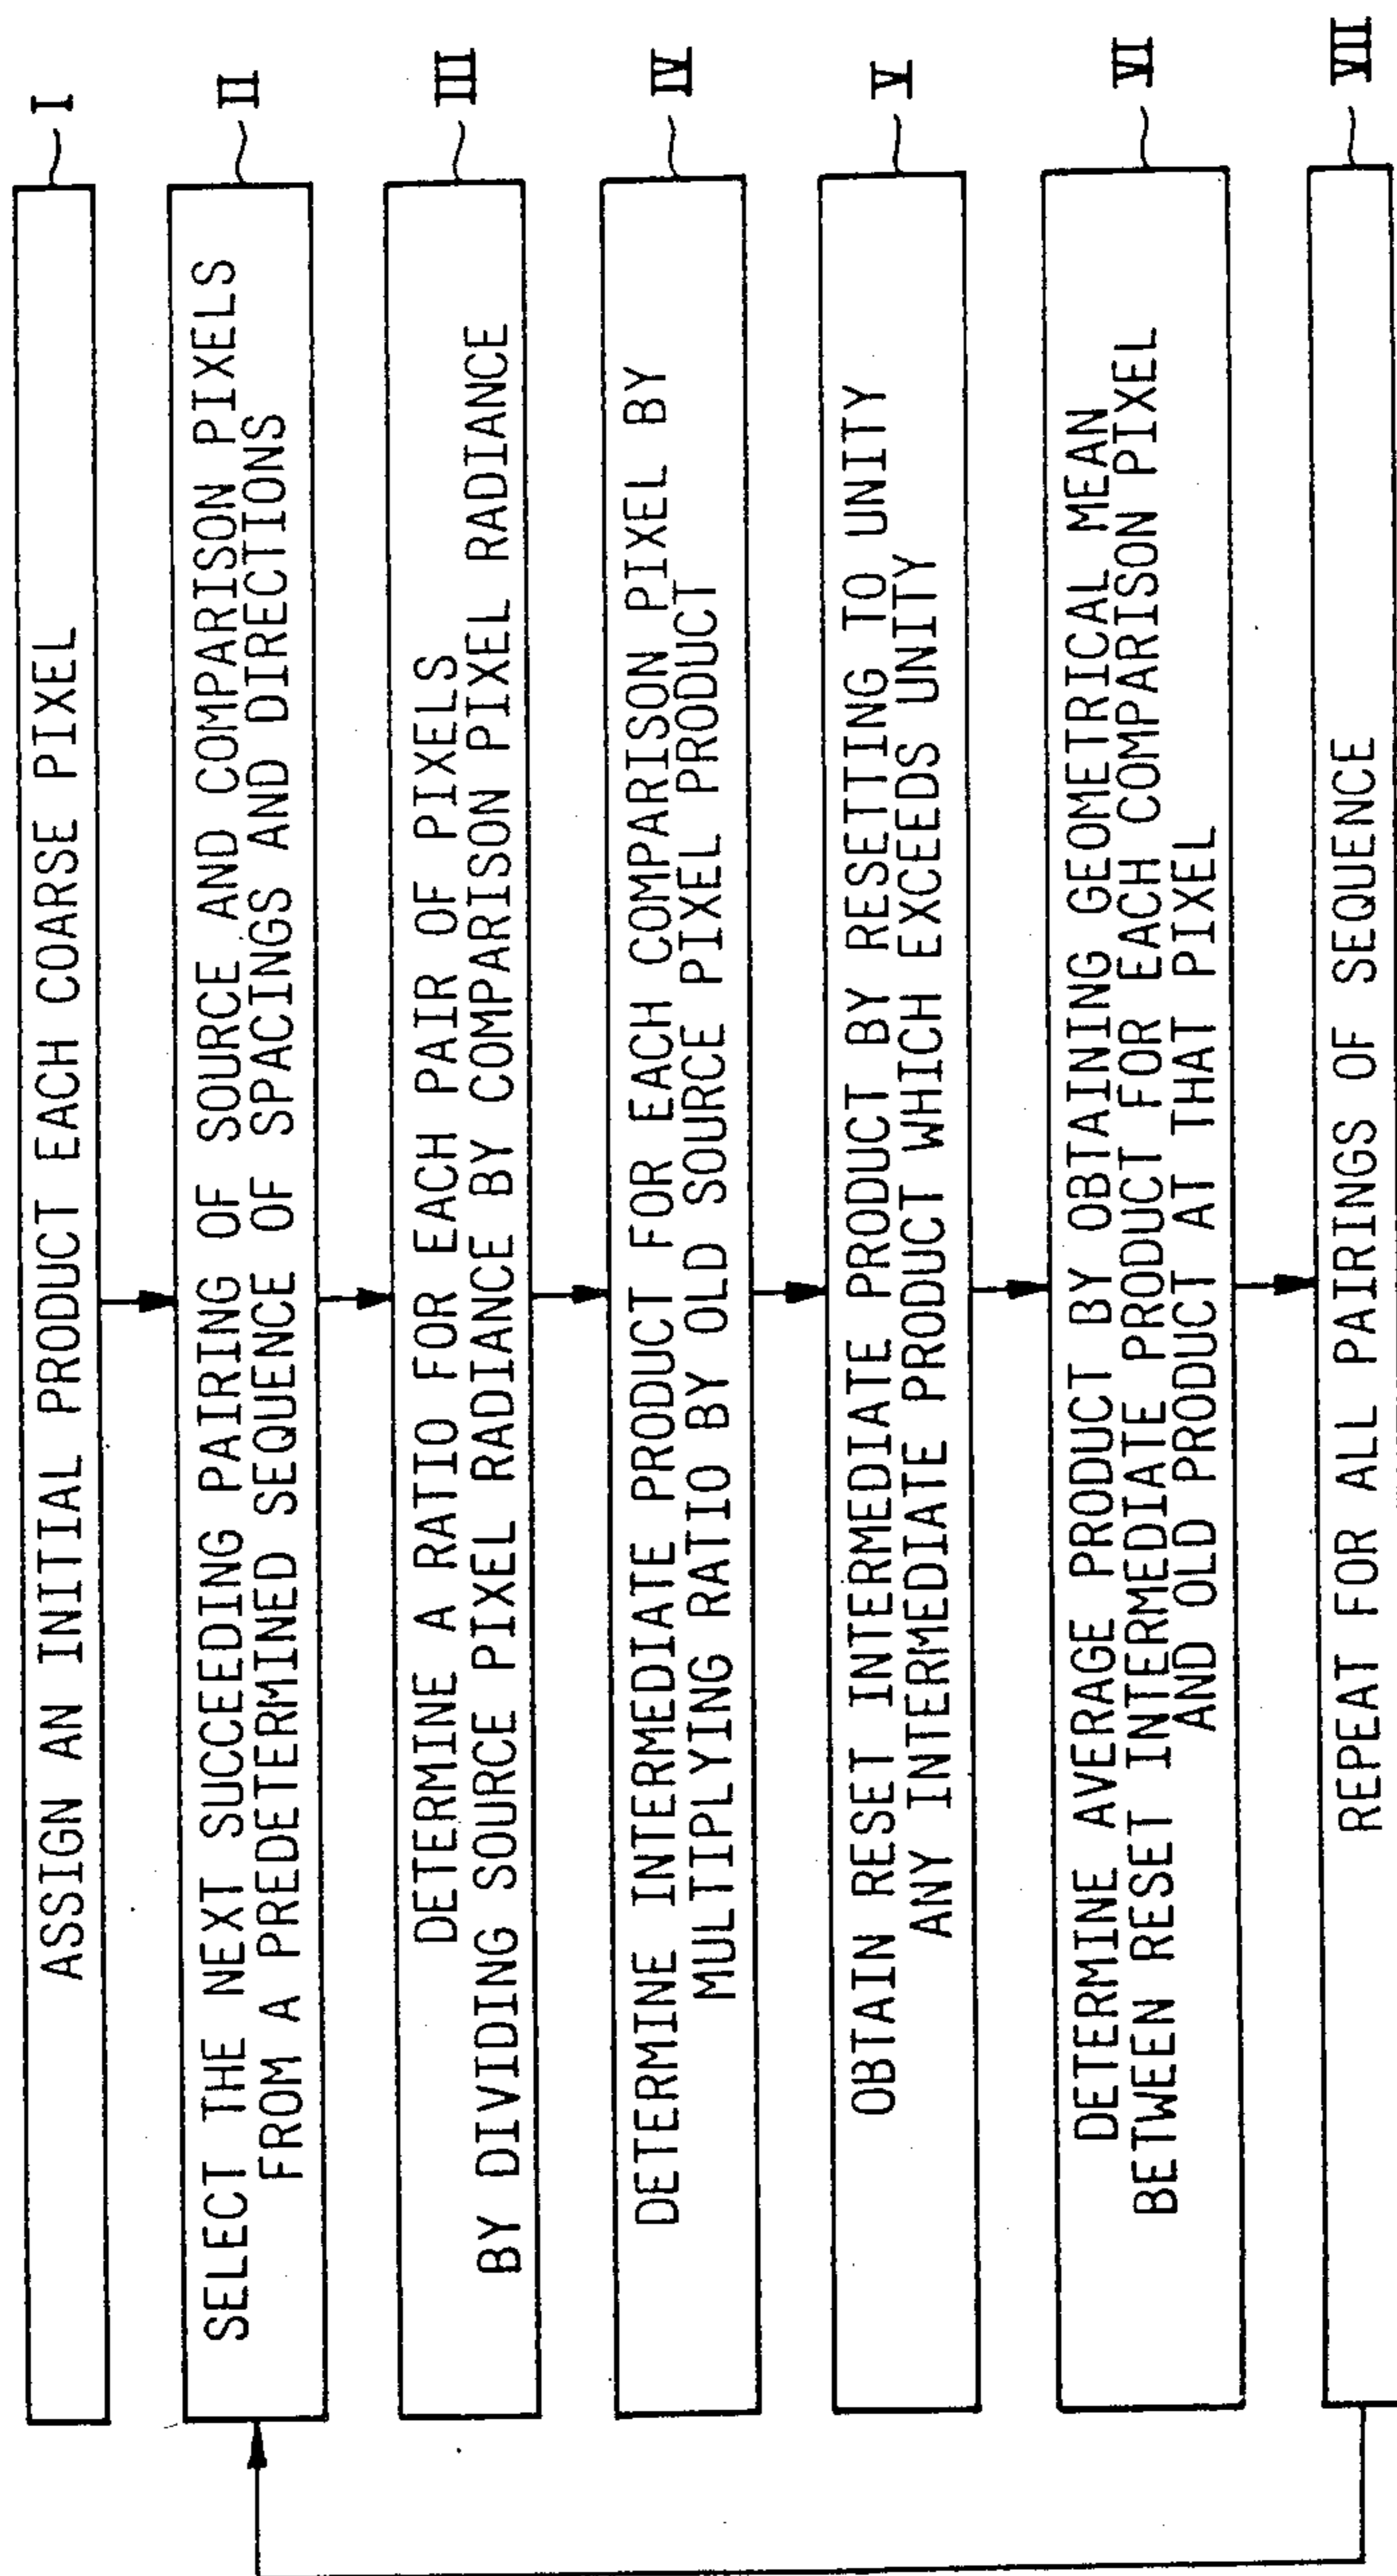 ASSIGN AN INITIAL PRODUCT EACH COARSE PIXEL
I
SELECT THE NEXT SUCCEEDING PAIRING OF SOURCE AND COMPARISON PIXELS
FROM A PREDETERMINED SEQUENCE OF SPACINGS AND DIRECTIONS
II
DETERMINE A RATIO FOR EACH PAIR OF PIXELS
BY DIVIDING SOURCE PIXEL RADIANCE BY COMPARISON PIXEL RADIANCE
III
DETERMINE INTERMEDIATE PRODUCT FOR EACH COMPARISON PIXEL BY
MULTIPLYING RATIO BY OLD SOURCE PIXEL PRODUCT
IV
OBTAIN RESET INTERMEDIATE PRODUCT BY RESETTING TO UNITY
ANY INTERMEDIATE PRODUCT WHICH EXCEEDS UNITY
V
DETERMINE AVERAGE PRODUCT BY OBTAINING GEOMETRICAL MEAN
BETWEEN RESET INTERMEDIATE PRODUCT FOR EACH COMPARISON PIXEL
AND OLD PRODUCT AT THAT PIXEL
VI
REPEAT FOR ALL PAIRINGS OF SEQUENCE
VII